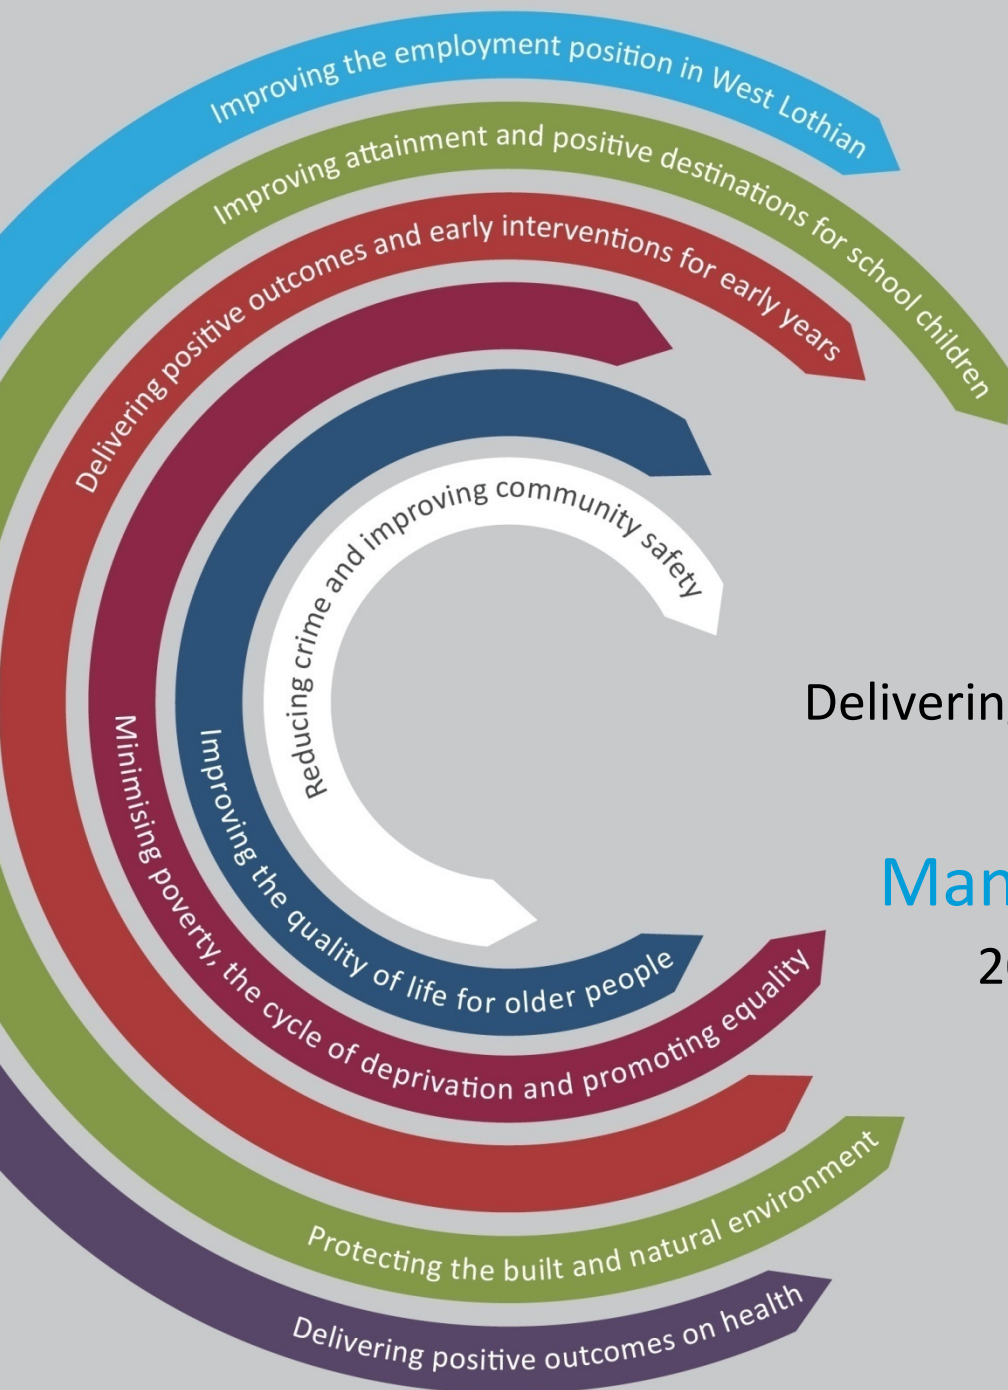 Improving the employment position in West Lothian
Improving attainment and positive destinations for school children
Delivering positive outcomes and early interventions for early years
Reducing crime and improving community safety
Minimising poverty, the cycle of deprivation and promoting equality
Improving the quality of life for older people
Protecting the built and natural environment
Delivering positive outcomes on health